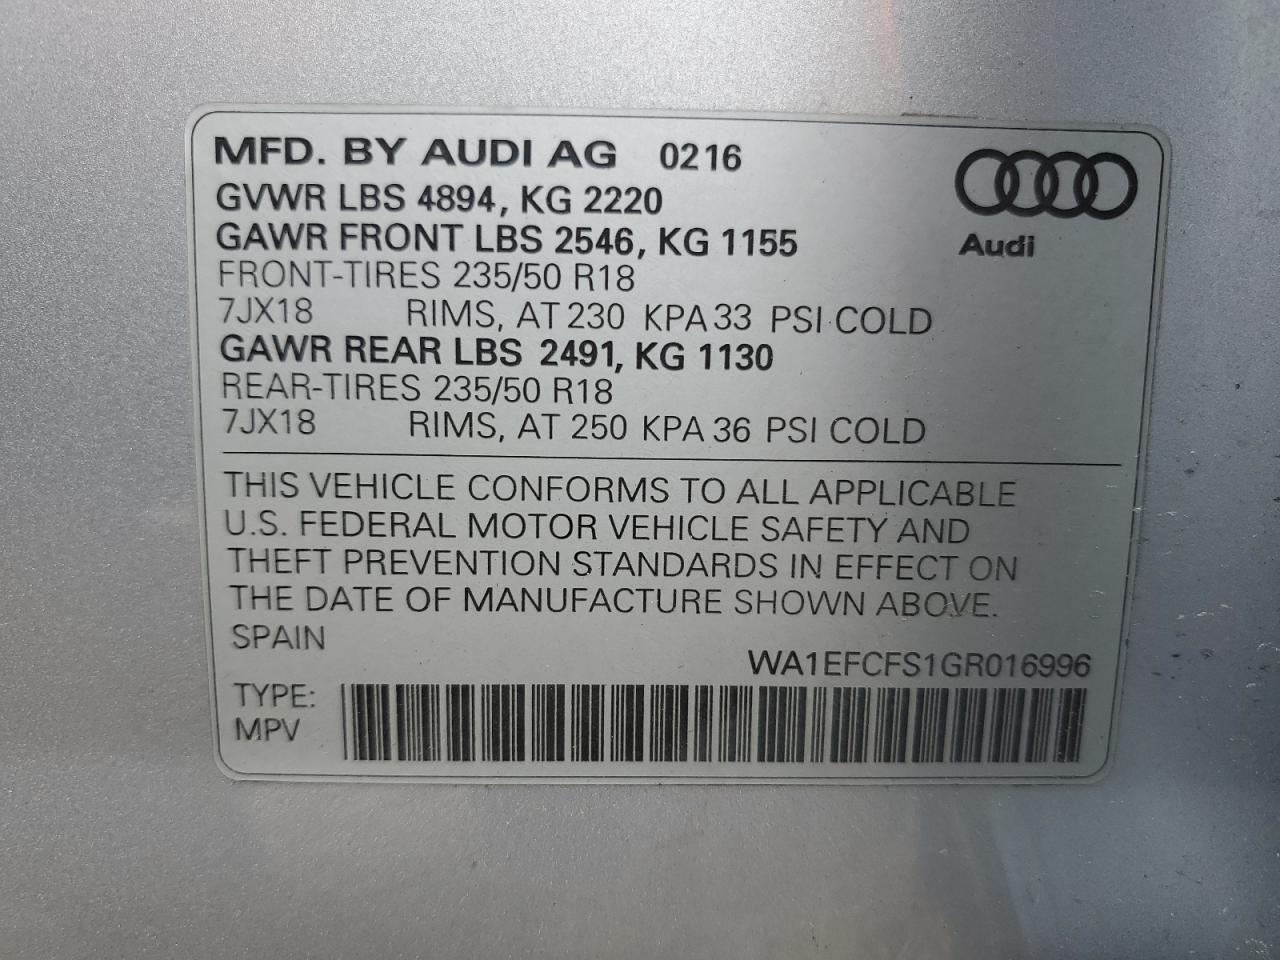 MFD. BY AUDI AG 0216
GVWR LBS 4894, KG 2220
GAWR FRONT LBS 2546, KG 1155
FRONT-TIRES 235/50 R18
7JX18 RIMS, AT 230 KPA 33 PSI COLD
GAWR REAR LBS 2491, KG 1130
REAR-TIRES 235/50 R18
7JX18 RIMS, AT 250 KPA 36 PSI COLD
Audi
THIS VEHICLE CONFORMS TO ALL APPLICABLE
U.S. FEDERAL MOTOR VEHICLE SAFETY AND
THEFT PREVENTION STANDARDS IN EFFECT ON
THE DATE OF MANUFACTURE SHOWN ABOVE.
SPAIN
WA1EFCFS1GR016996
TYPE:
MPV